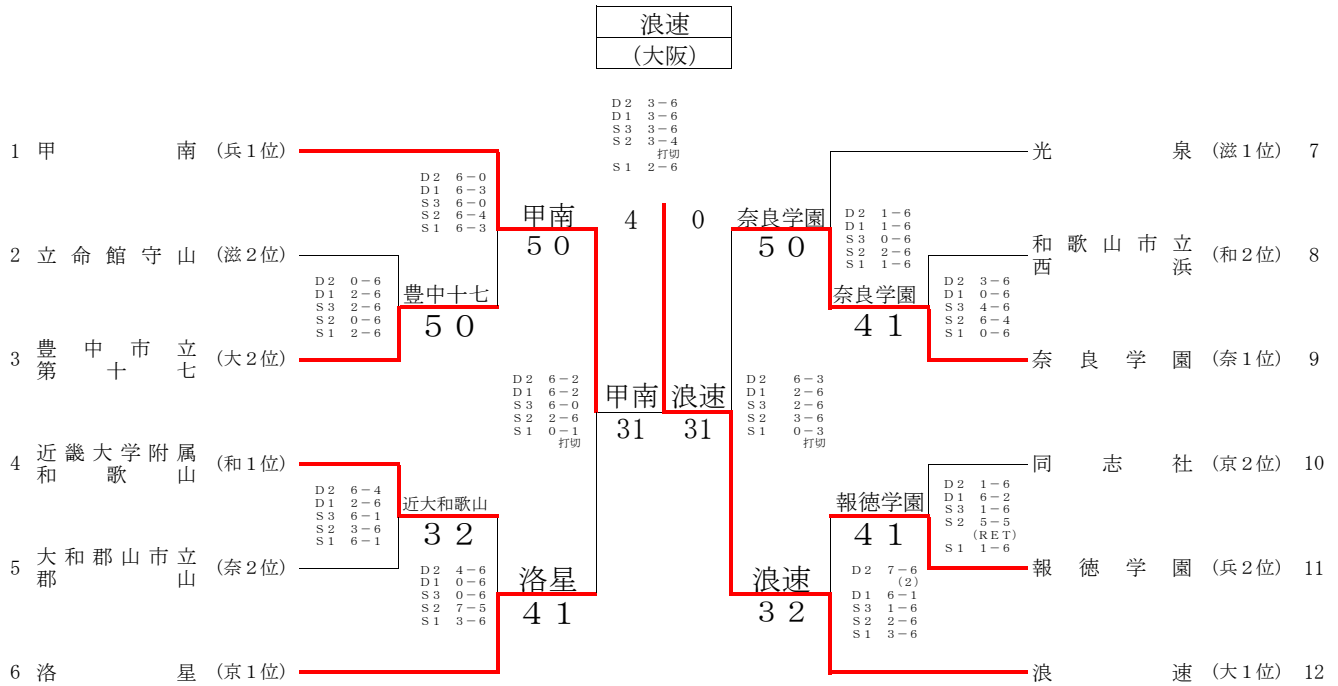 浪速
(大阪)
D2 3-6
D1 3-6
S3 3-6
S2 3-4
打切
S1 2-6
4 0
1 甲南 (兵1位)
D2 6-0
D1 6-3
S3 6-0
S2 6-4
S1 6-3
甲南
50
2 立命館守山 (滋2位)
D2 0-6
D1 2-6
S3 2-6
S2 0-6
S1 2-6
豊中十七
50
3 豊中市立
第十七
(大2位)
D2 6-2
D1 6-2
S3 6-0
S2 2-6
S1 0-1
打切
甲南
31
4 近畿大学附属
和歌山
(和1位)
D2 6-4
D1 2-6
S3 6-1
S2 3-6
S1 6-1
近大和歌山
32
5 大和郡山市立
郡山
(奈2位)
D2 4-6
D1 0-6
S3 0-6
S2 7-5
S1 3-6
洛星
41
6 洛星 (京1位)
光泉 (滋1位) 7
奈良学園
50
D2 1-6
D1 1-6
S3 0-6
S2 2-6
S1 1-6
和歌山市立
西浜
(和2位) 8
奈良学園
41
D2 3-6
D1 0-6
S3 4-6
S2 6-4
S1 0-6
奈良学園 (奈1位) 9
浪速
31
D2 6-3
D1 2-6
S3 2-6
S2 3-6
S1 0-3
打切
同志社 (京2位) 10
報徳学園
41
D2 1-6
D1 6-2
S3 1-6
S2 5-5
(RET)
S1 1-6
報徳学園 (兵2位) 11
浪速
32
D2 7-6
(2)
D1 6-1
S3 1-6
S2 2-6
S1 3-6
浪速 (大1位) 12